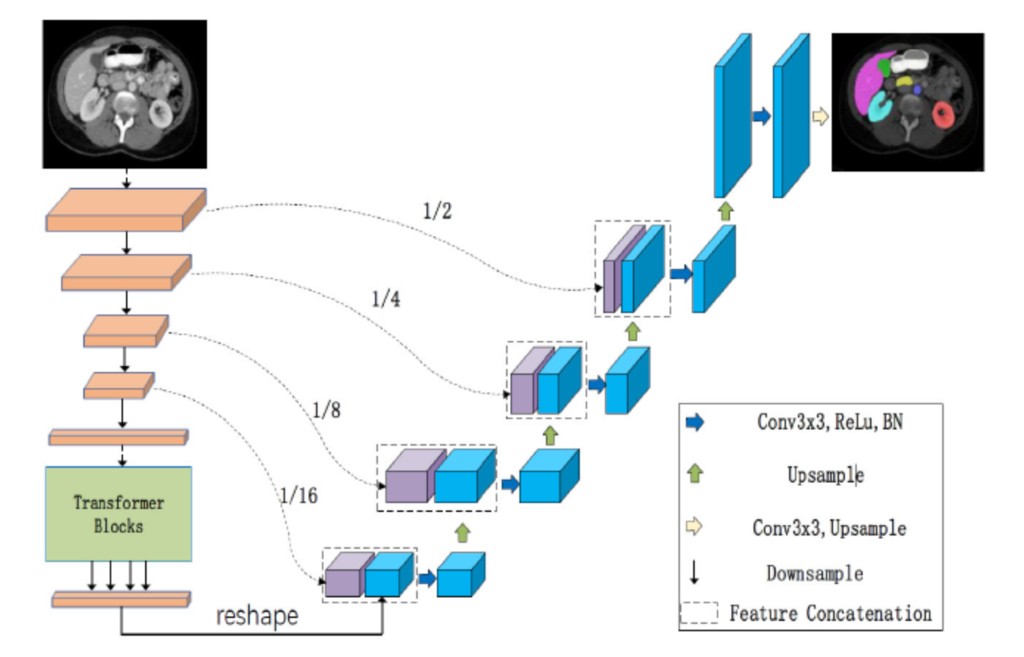 1/2
1/4
1/8
1/16
Transformer
Blocks
reshape
Conv3x3,ReLu,BN
Upsample
Conv3x3,Upsample
Downsample
Feature Concatenation